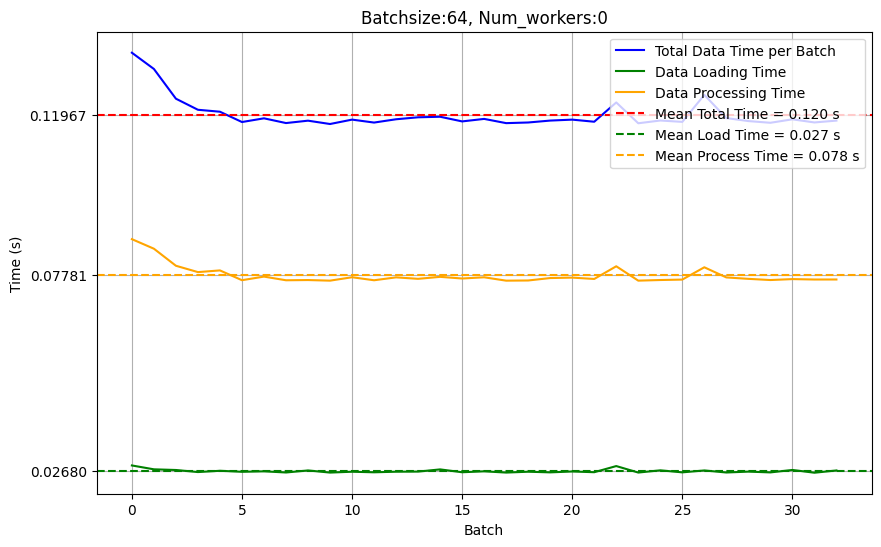 Batchsize:64, Num_workers:0
Total Data Time per Batch
Data Loading Time
Data Processing Time
Mean Total Time = 0.120 s
Mean Load Time = 0.027 s
Mean Process Time = 0.078 s
Time (s)
0.11967
0.07781
0.02680
0 5 10 15 20 25 30
Batch